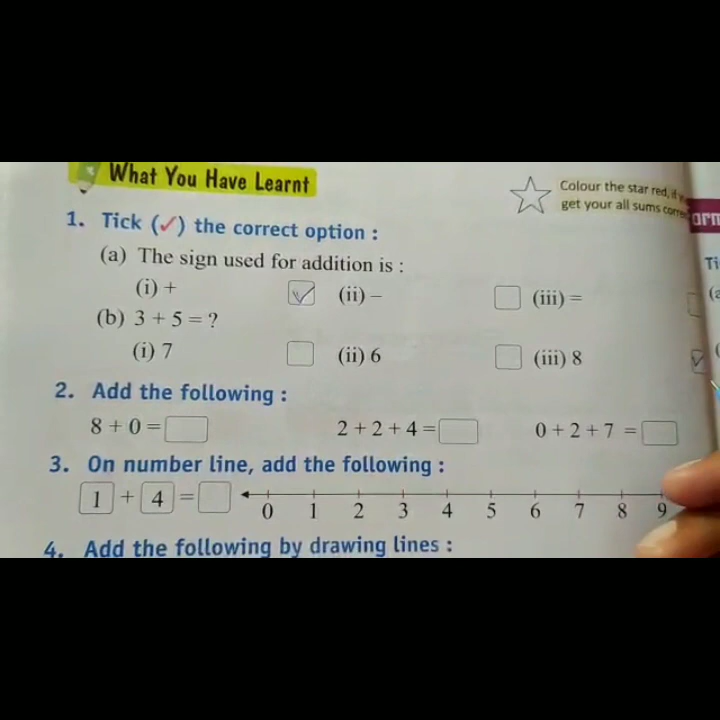 What You Have Learnt
Colour the star red, if
get your all sums
1. Tick (✓) the correct option :
(a) The sign used for addition is :
(i) + (ii) – (iii) =
(b) 3 + 5 = ?
(i) 7 (ii) 6 (iii) 8
2. Add the following :
8 + 0 = 2 + 2 + 4 = 0 + 2 + 7 =
3. On number line, add the following :
1 + 4 = 0 1 2 3 4 5 6 7 8 9
4. Add the following by drawing lines :